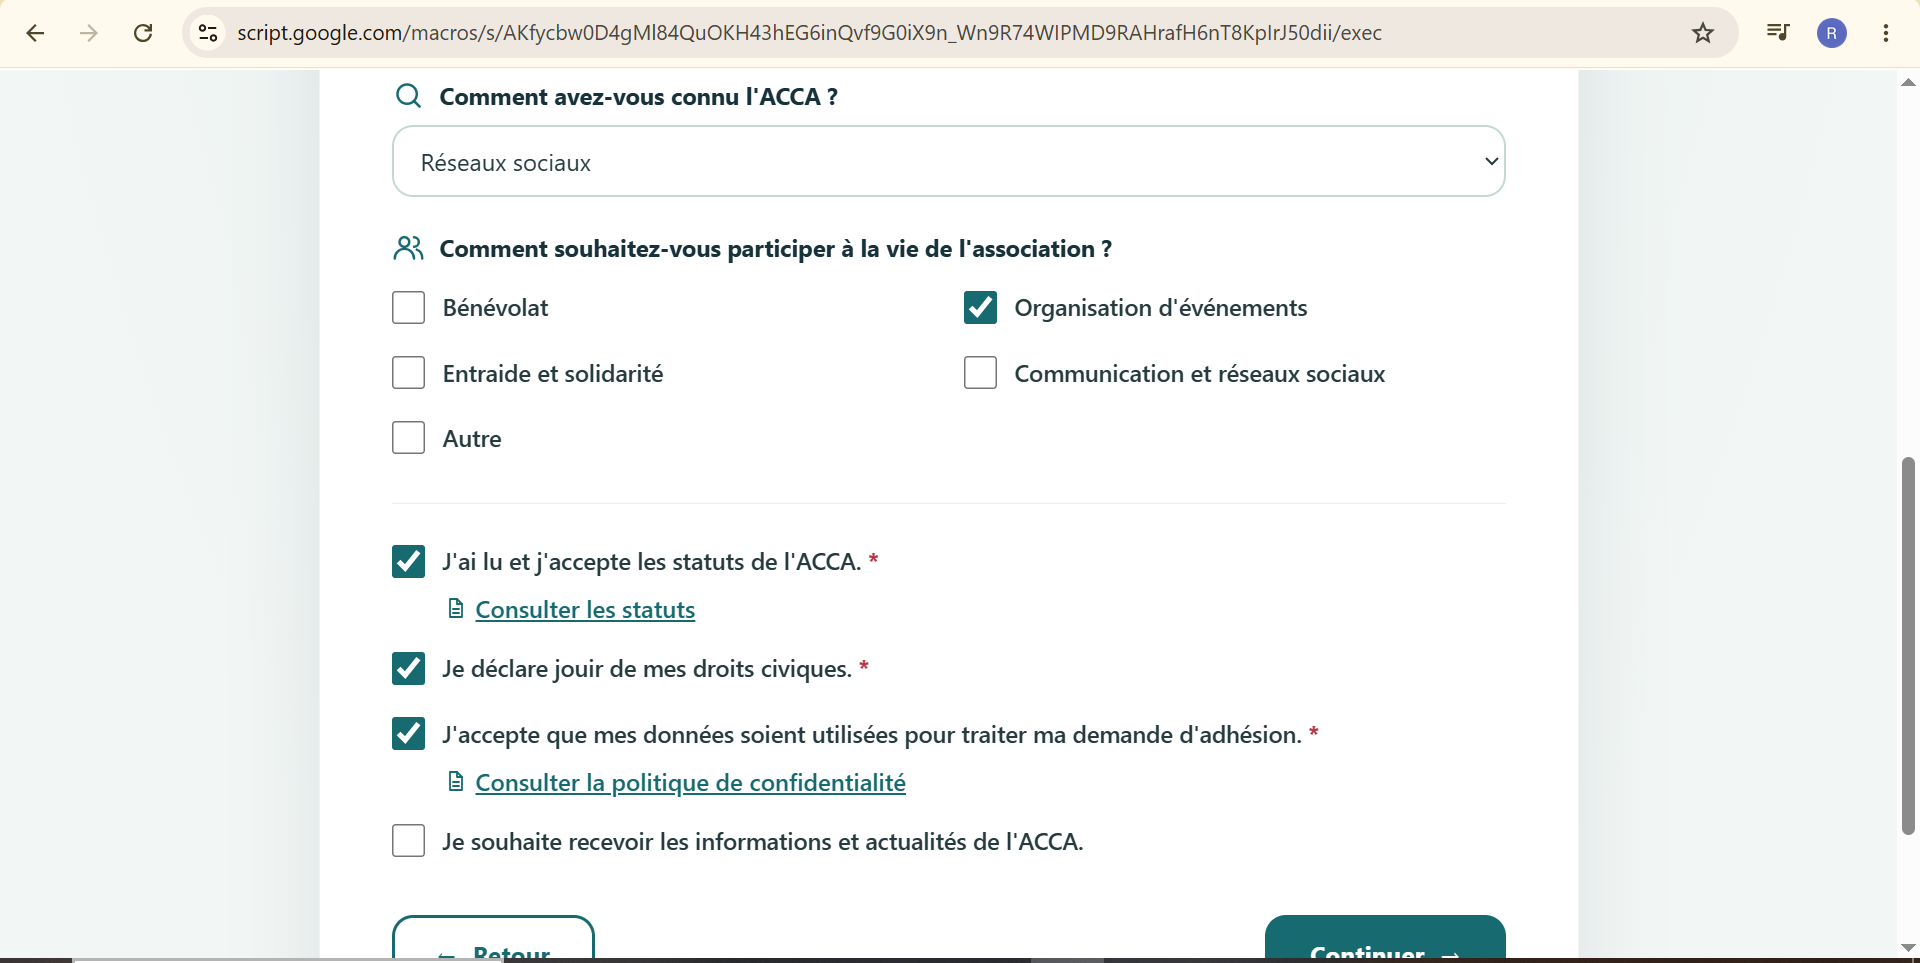 script.google.com/macros/s/AKfycbw0D4gMl84QuOKH43hEG6inQvf9G0iX9n_Wn9R74WIPMD9RAHrafH6nT8KpIrJ50dii/exec
R
Comment avez-vous connu l'ACCA ?
Réseaux sociaux
Comment souhaitez-vous participer à la vie de l'association ?
Bénévolat
Organisation d'événements
Entraide et solidarité
Communication et réseaux sociaux
Autre
J'ai lu et j'accepte les statuts de l'ACCA. *
Consulter les statuts
Je déclare jouir de mes droits civiques. *
J'accepte que mes données soient utilisées pour traiter ma demande d'adhésion. *
Consulter la politique de confidentialité
Je souhaite recevoir les informations et actualités de l'ACCA.
← Retour
Continuer →